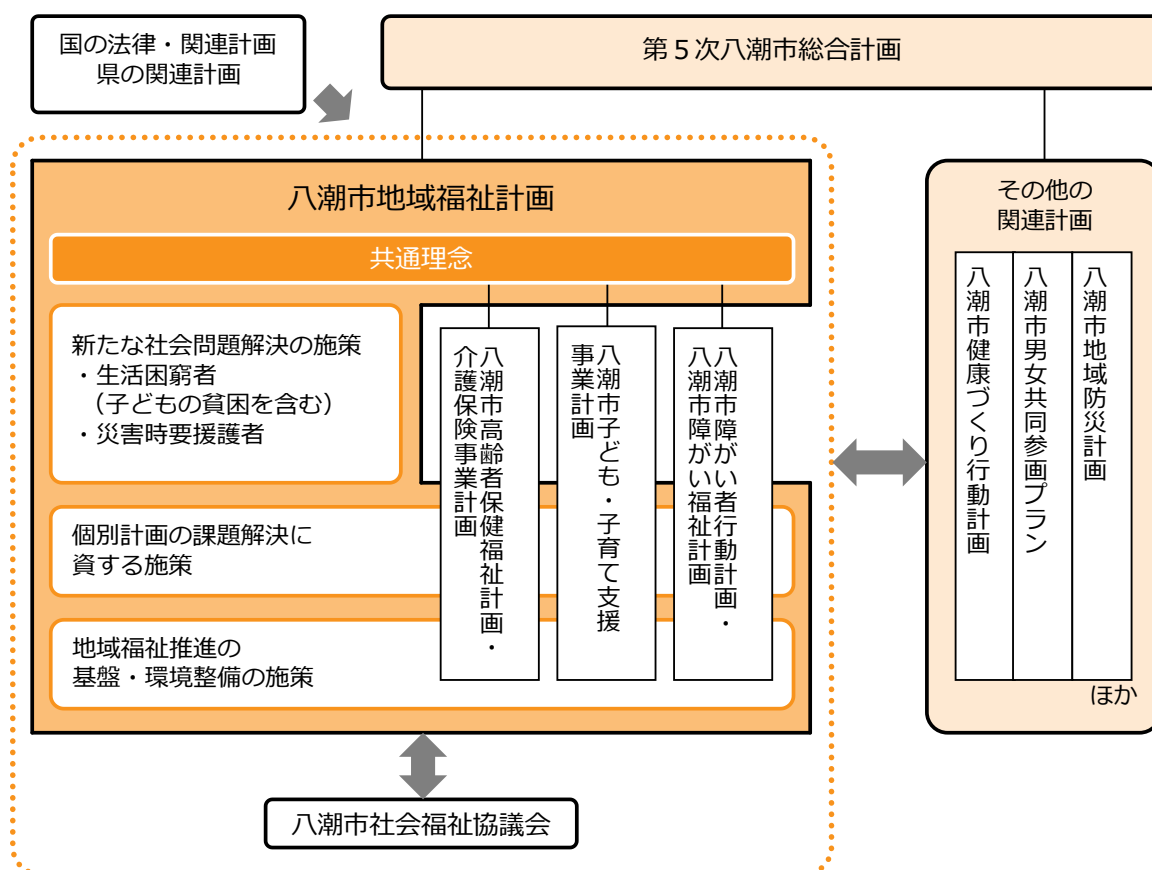 国の法律・関連計画
県の関連計画
第5次八潮市総合計画
八潮市地域福祉計画
共通理念
新たな社会問題解決の施策
・生活困窮者
（子どもの貧困を含む）
・災害時要援護者
個別計画の課題解決に
資する施策
地域福祉推進の
基盤・環境整備の施策
八潮市高齢者保健福祉計画・
介護保険事業計画
八潮市子ども・子育て支援
事業計画
八潮市障がい者行動計画・
八潮市障がい福祉計画
その他の
関連計画
八潮市健康づくり行動計画
八潮市男女共同参画プラン
八潮市地域防災計画
ほか
八潮市社会福祉協議会